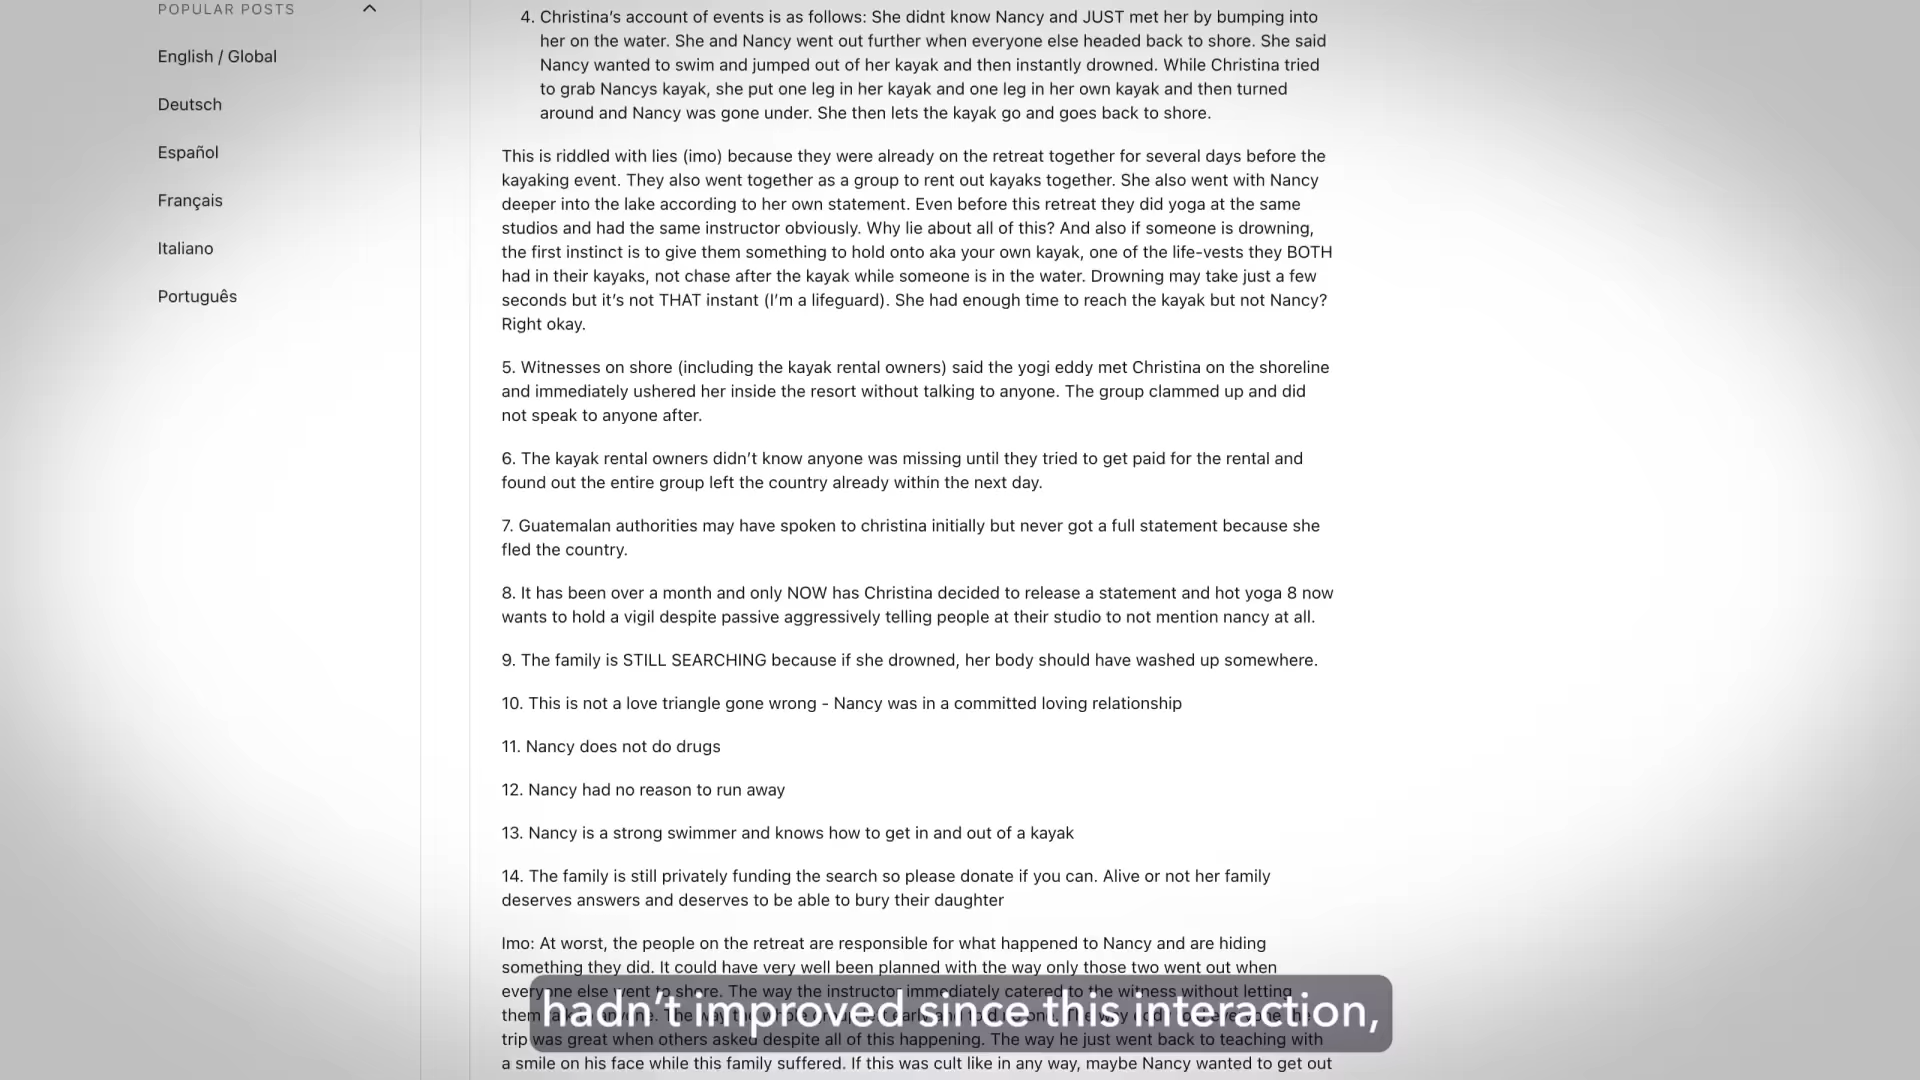 POPULAR POSTS
English / Global
Deutsch
Español
Français
Italiano
Português
4. Christina's account of events is as follows: She didnt know Nancy and JUST met her by bumping into
her on the water. She and Nancy went out further when everyone else headed back to shore. She said
Nancy wanted to swim and jumped out of her kayak and then instantly drowned. While Christina tried
to grab Nancys kayak, she put one leg in her kayak and one leg in her own kayak and then turned
around and Nancy was gone under. She then lets the kayak go and goes back to shore.
This is riddled with lies (imo) because they were already on the retreat together for several days before the
kayaking event. They also went together as a group to rent out kayaks together. She also went with Nancy
deeper into the lake according to her own statement. Even before this retreat they did yoga at the same
studios and had the same instructor obviously. Why lie about all of this? And also if someone is drowning,
the first instinct is to give them something to hold onto aka your own kayak, one of the life-vests they BOTH
had in their kayaks, not chase after the kayak while someone is in the water. Drowning may take just a few
seconds but it's not THAT instant (I'm a lifeguard). She had enough time to reach the kayak but not Nancy?
Right okay.
5. Witnesses on shore (including the kayak rental owners) said the yogi eddy met Christina on the shoreline
and immediately ushered her inside the resort without talking to anyone. The group clammed up and did
not speak to anyone after.
6. The kayak rental owners didn't know anyone was missing until they tried to get paid for the rental and
found out the entire group left the country already within the next day.
7. Guatemalan authorities may have spoken to christina initially but never got a full statement because she
fled the country.
8. It has been over a month and only NOW has Christina decided to release a statement and hot yoga 8 now
wants to hold a vigil despite passive aggressively telling people at their studio to not mention nancy at all.
9. The family is STILL SEARCHING because if she drowned, her body should have washed up somewhere.
10. This is not a love triangle gone wrong - Nancy was in a committed loving relationship
11. Nancy does not do drugs
12. Nancy had no reason to run away
13. Nancy is a strong swimmer and knows how to get in and out of a kayak
14. The family is still privately funding the search so please donate if you can. Alive or not her family
deserves answers and deserves to be able to bury their daughter
Imo: At worst, the people on the retreat are responsible for what happened to Nancy and are hiding
something they did. It could have very well been planned with the way only those two went out when
everyone else went to shore. The way the instructor immediately catered to the witness without letting
them
hadn't improved since this interaction,
trip was great when others asked despite all of this happening. The way he just went back to teaching with
a smile on his face while this family suffered. If this was cult like in any way, maybe Nancy wanted to get out